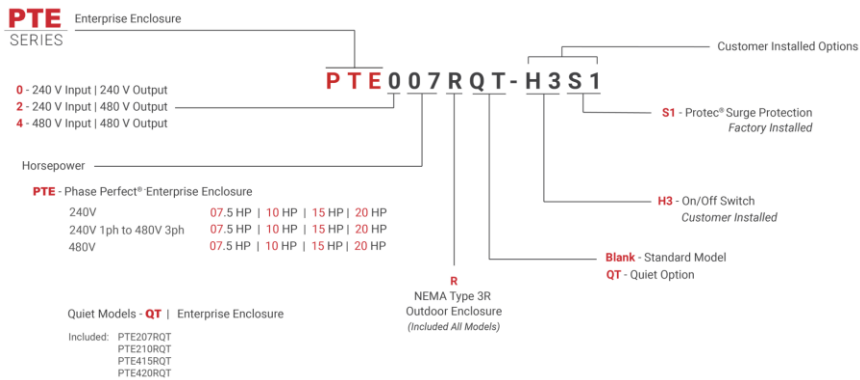 PTE
SERIES
Enterprise Enclosure
Customer Installed Options
PTE007RQT-H3S1
0 - 240 V Input | 240 V Output
2 - 240 V Input | 480 V Output
4 - 480 V Input | 480 V Output
S1 - Protec® Surge Protection
Factory Installed
Horsepower
PTE - Phase Perfect® Enterprise Enclosure
240V 07.5 HP | 10 HP | 15 HP | 20 HP
240V 1ph to 480V 3ph 07.5 HP | 10 HP | 15 HP | 20 HP
480V 07.5 HP | 10 HP | 15 HP | 20 HP
H3 - On/Off Switch
Customer Installed
Blank - Standard Model
QT - Quiet Option
R
NEMA Type 3R
Outdoor Enclosure
(Included All Models)
Quiet Models - QT | Enterprise Enclosure
Included: PTE207RQT
PTE210RQT
PTE415RQT
PTE420RQT